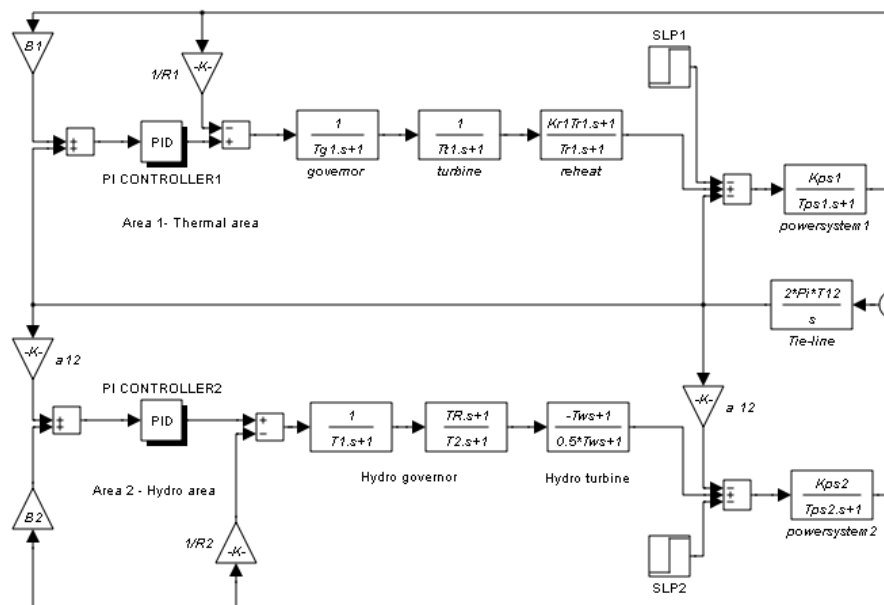 B1
-K-
1/R1
SLP1
PID
PI CONTROLLER1
1
Tg1.s+1
governor
1
Tt1.s+1
turbine
Kr1Tr1.s+1
Tr1.s+1
reheat
Kps1
Tps1.s+1
powersystem1
Area 1- Thermal area
2*Pi*T12
s
Tie-line
-K-
a12
PI CONTROLLER2
PID
-K-
a 12
1
T1.s+1
TR.s+1
T2.s+1
-Tws+1
0.5*Tws+1
Hydro governor
Hydro turbine
Area 2 - Hydro area
B2
1/R2
-K-
Kps2
Tps2.s+1
powersystem2
SLP2